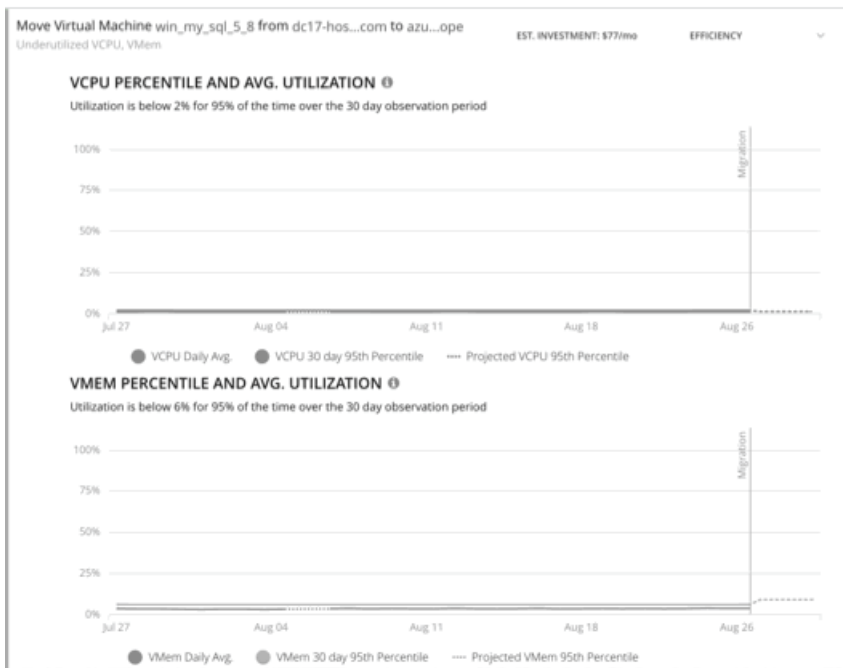 Move Virtual Machine win_my_sql_5_8 from dc17-hos...com to azu...ope
EST. INVESTMENT: $77/mo
EFFICIENCY
Underutilized VCPU, VMem
VCPU PERCENTILE AND AVG. UTILIZATION
Utilization is below 2% for 95% of the time over the 30 day observation period
Migration
100%
75%
50%
25%
0%
Jul 27 Aug 04 Aug 11 Aug 18 Aug 26
VCPU Daily Avg. VCPU 30 day 95th Percentile Projected VCPU 95th Percentile
VMEM PERCENTILE AND AVG. UTILIZATION
Utilization is below 6% for 95% of the time over the 30 day observation period
Migration
100%
75%
50%
25%
0%
Jul 27 Aug 04 Aug 11 Aug 18 Aug 26
VMem Daily Avg. VMem 30 day 95th Percentile Projected VMem 95th Percentile